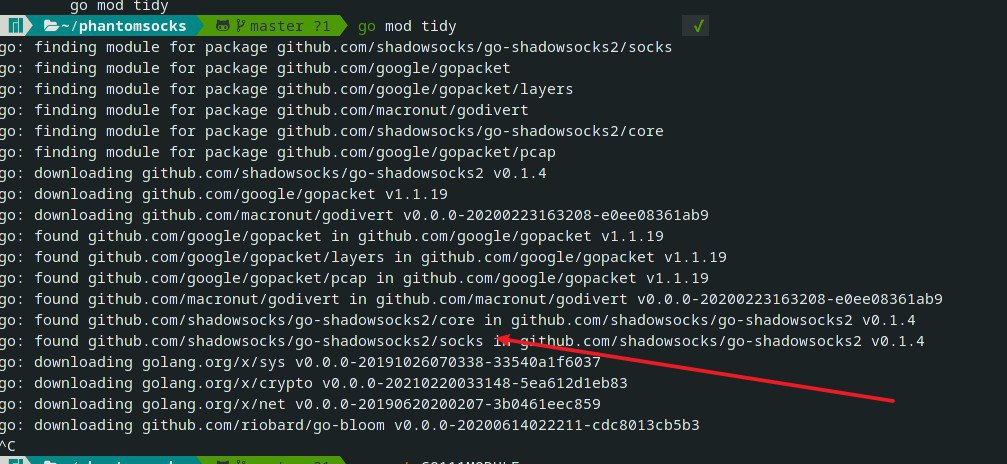 go mod tidy
~/phantomsocks master ?1 go mod tidy
go: finding module for package github.com/shadowsocks/go-shadowsocks2/socks
go: finding module for package github.com/google/gopacket
go: finding module for package github.com/google/gopacket/layers
go: finding module for package github.com/macronut/godivert
go: finding module for package github.com/shadowsocks/go-shadowsocks2/core
go: finding module for package github.com/google/gopacket/pcap
go: downloading github.com/shadowsocks/go-shadowsocks2 v0.1.4
go: downloading github.com/google/gopacket v1.1.19
go: downloading github.com/macronut/godivert v0.0.0-20200223163208-e0ee08361ab9
go: found github.com/google/gopacket in github.com/google/gopacket v1.1.19
go: found github.com/google/gopacket/layers in github.com/google/gopacket v1.1.19
go: found github.com/google/gopacket/pcap in github.com/google/gopacket v1.1.19
go: found github.com/macronut/godivert in github.com/macronut/godivert v0.0.0-20200223163208-e0ee08361ab9
go: found github.com/shadowsocks/go-shadowsocks2/core in github.com/shadowsocks/go-shadowsocks2 v0.1.4
go: found github.com/shadowsocks/go-shadowsocks2/socks in github.com/shadowsocks/go-shadowsocks2 v0.1.4
go: downloading golang.org/x/sys v0.0.0-20191026070338-33540a1f6037
go: downloading golang.org/x/crypto v0.0.0-20210220033148-5ea612d1eb83
go: downloading golang.org/x/net v0.0.0-20190620200207-3b0461eec859
go: downloading github.com/riobard/go-bloom v0.0.0-20200614022211-cdc8013cb5b3
^C